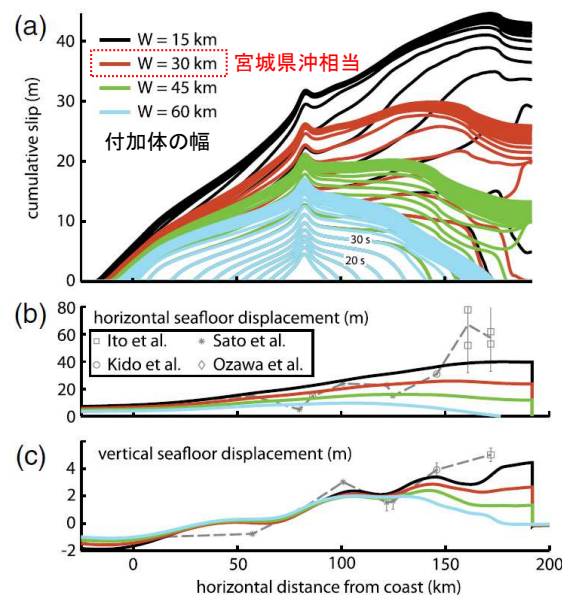 (a)
40
30
20
10
0
cumulative slip (m)
W = 15 km
W = 30 km 宮城県沖相当
W = 45 km
W = 60 km
付加体の幅
30 s
20 s
(b)
80
60
40
20
0
horizontal seafloor displacement (m)
Ito et al. Sato et al.
Kido et al. Ozawa et al.
(c)
4
2
0
-2
vertical seafloor displacement (m)
0 50 100 150 200
horizontal distance from coast (km)